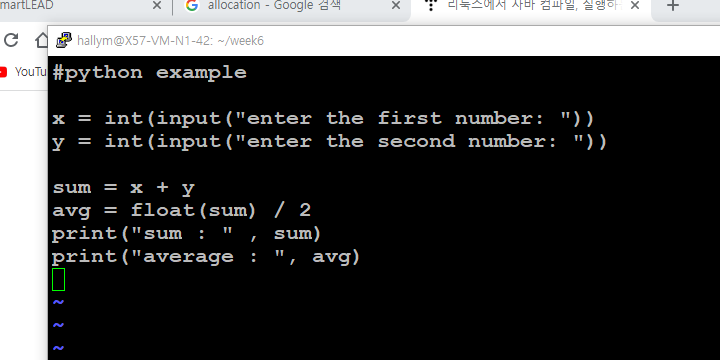 martLEAD
allocation - Google 검색
리눅스에서 자바 컴파일, 실행하
hallym@X57-VM-N1-42: ~/week6
YouTu
#python example
x = int(input("enter the first number: "))
y = int(input("enter the second number: "))
sum = x + y
avg = float(sum) / 2
print("sum : " , sum)
print("average : ", avg)
~
~
~